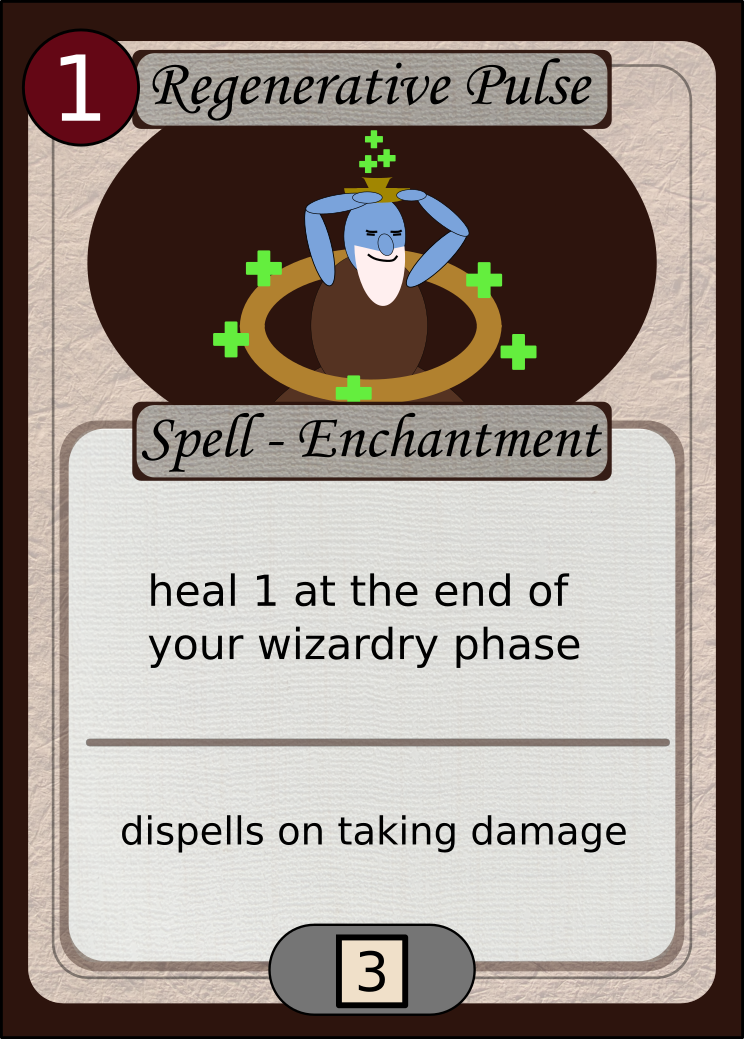 1
Regenerative Pulse
Spell - Enchantment
heal 1 at the end of
your wizardry phase
dispells on taking damage
3